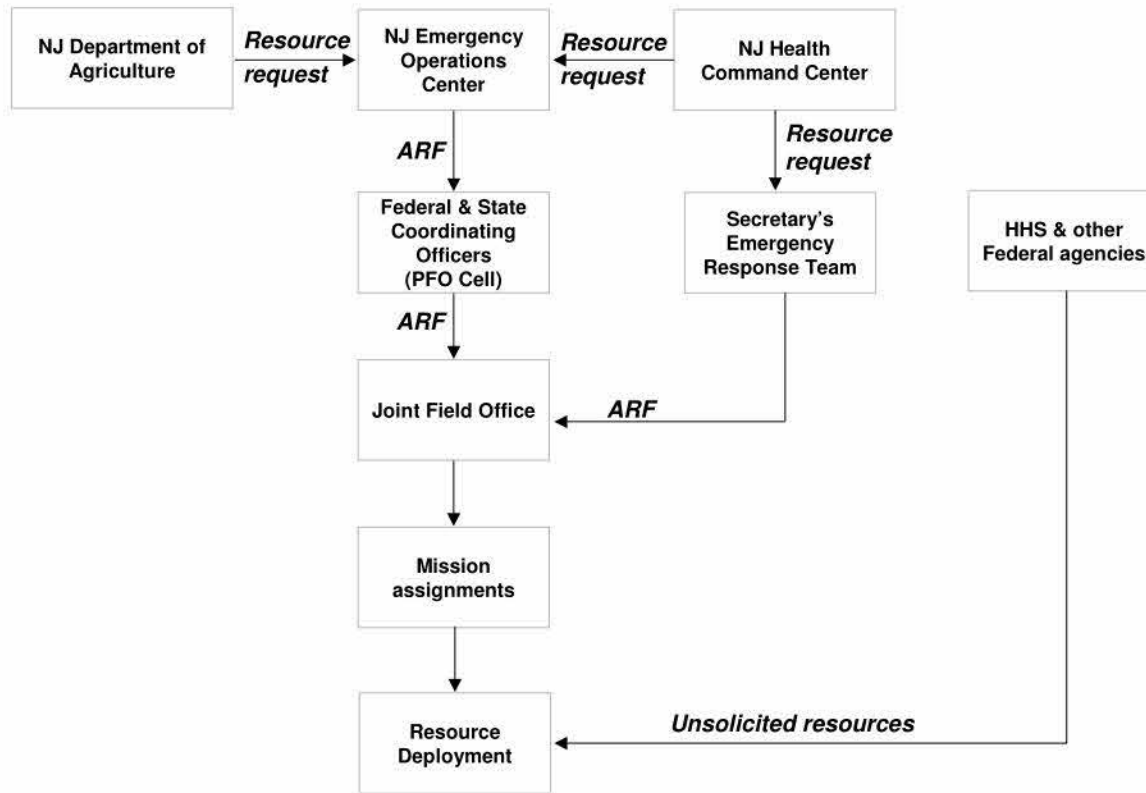 NJ Department of
Agriculture
Resource
request
NJ Emergency
Operations
Center
Resource
request
NJ Health
Command Center
ARF
Resource
request
Federal & State
Coordinating
Officers
(PFO Cell)
Secretary’s
Emergency
Response Team
HHS & other
Federal agencies
ARF
Joint Field Office
ARF
Mission
assignments
Resource
Deployment
Unsolicited resources